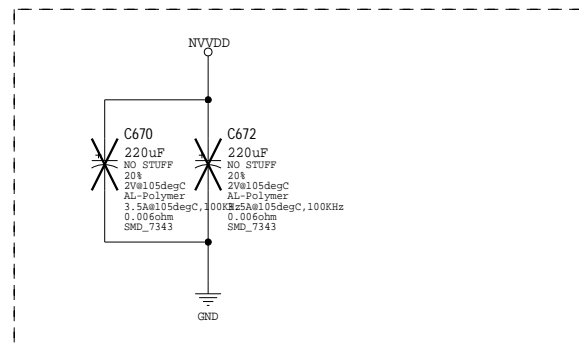 NVVDD
C670
220uF
NO STUFF
20%
2V@105degC
AL-Polymer
3.5A@105degC,100KHz
0.006ohm
SMD_7343
C672
220uF
NO STUFF
20%
2V@105degC
AL-Polymer
3.5A@105degC,100KHz
0.006ohm
SMD_7343
GND